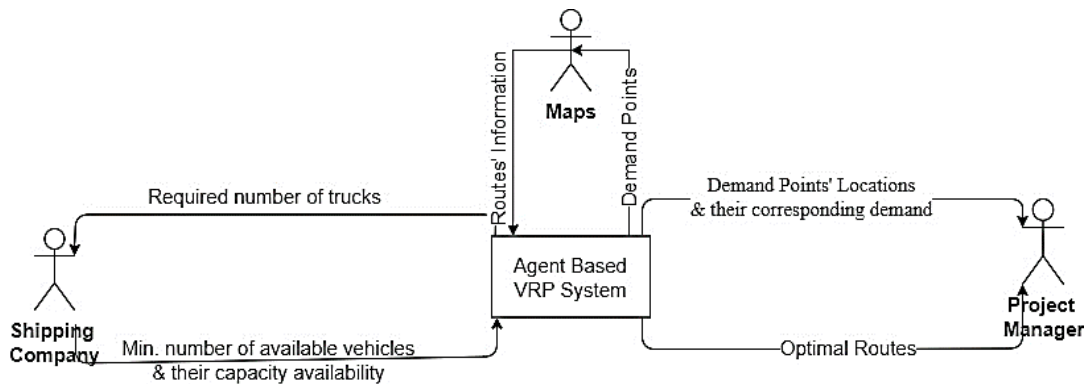 Maps
Routes' Information
Demand Points
Required number of trucks
Demand Points' Locations
& their corresponding demand
Agent Based
VRP System
Shipping
Company
Project
Manager
Min. number of available vehicles
& their capacity availability
Optimal Routes